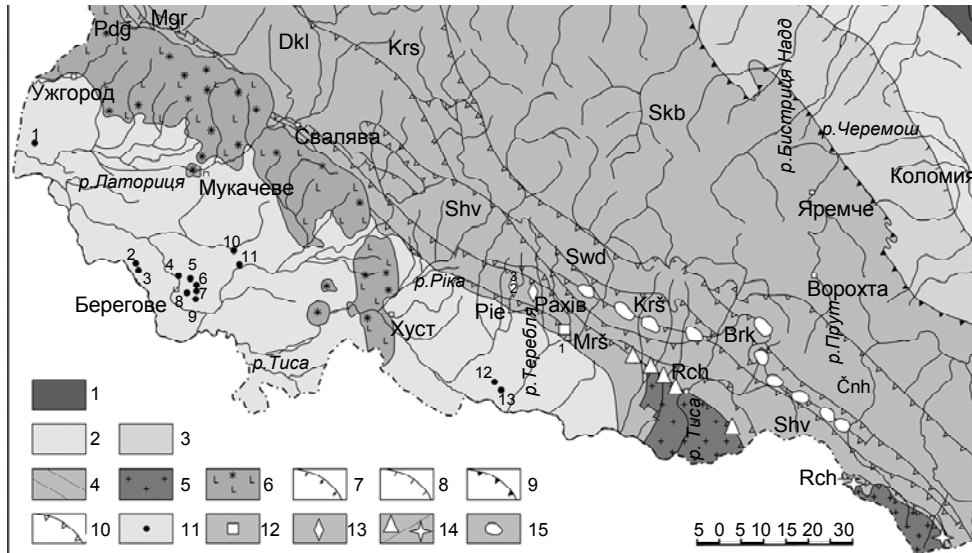 Pdğ
Mgr
Dkl
Krs
Skb
р.Бистриця Надв
р.Черемош
Ужгород
1
Свалява
Коломия
р.Латориця
Мукачеве
Яремче
Shv
10
11
2
3
4
5
6
7
8
9
Swd
Берегове
р.Ріка
3
2
Рахів
Ворохта
Pie
Krš
Хуст
1
Mrš
Brk
р.Прут
р.Тиса
р.Теребля
Rch
Čnh
12
13
р. Тиса
Shv
Rch
1
2
3
4
5
6
7
8
9
10
11
12
13
14
15
5 0 5 10 15 20 30